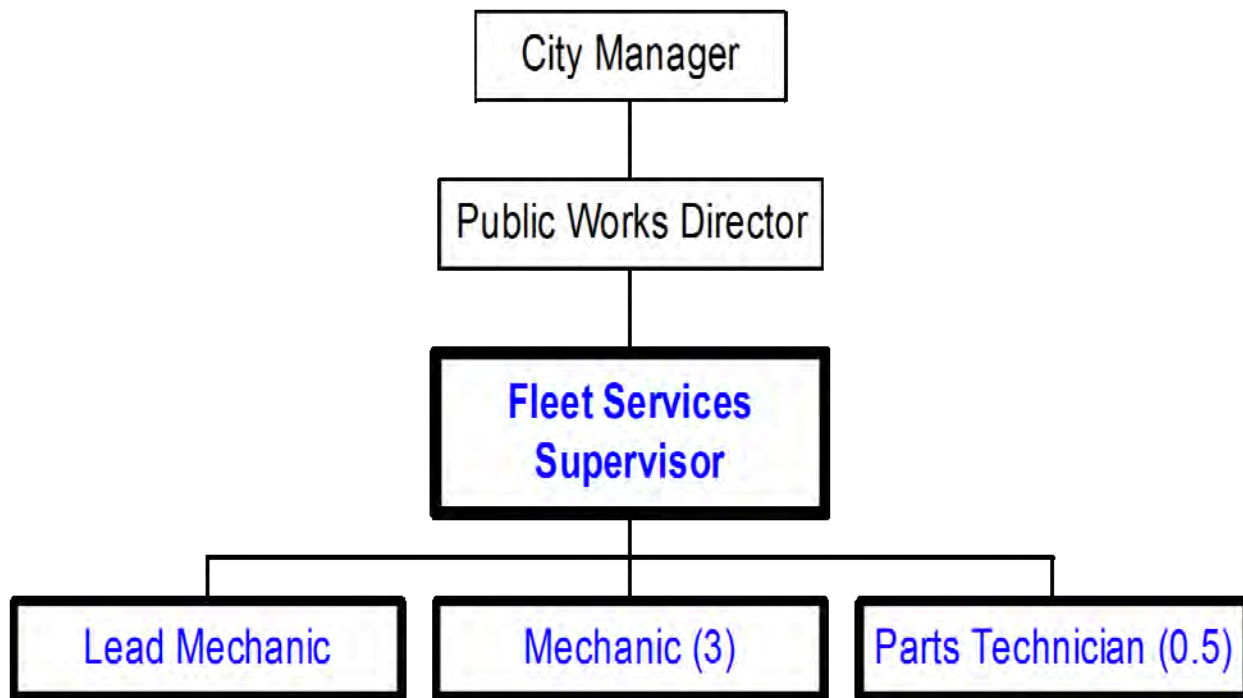 City Manager
Public Works Director
Fleet Services
Supervisor
Lead Mechanic
Mechanic (3)
Parts Technician (0.5)